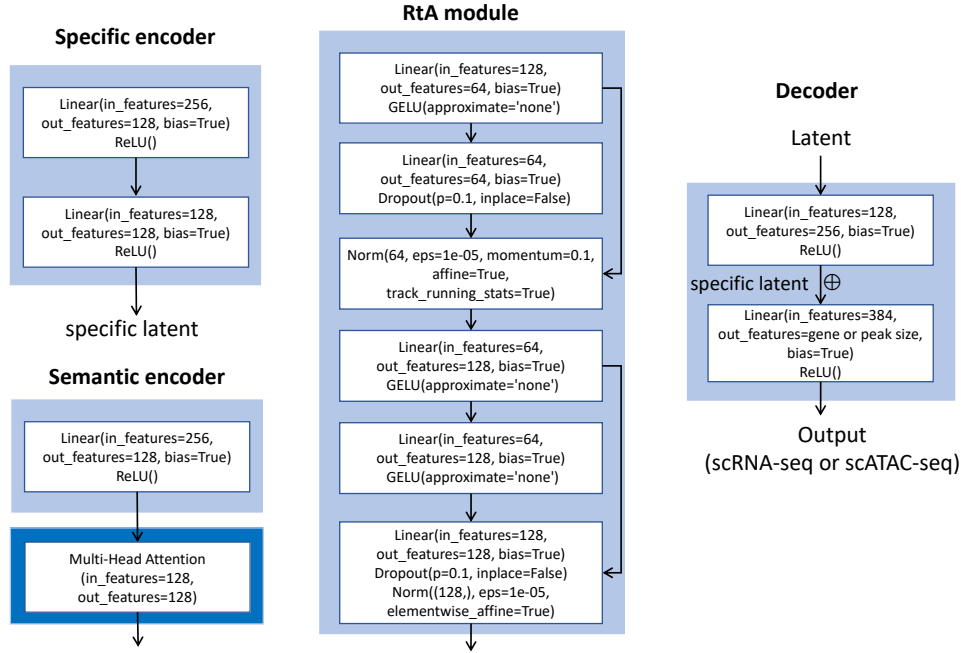 Specific encoder
Linear(in_features=256,
out_features=128, bias=True)
ReLU()
Linear(in_features=128,
out_features=128, bias=True)
ReLU()
specific latent
Semantic encoder
Linear(in_features=256,
out_features=128, bias=True)
ReLU()
Multi-Head Attention
(in_features=128,
out_features=128)
RtA module
Linear(in_features=128,
out_features=64, bias=True)
GELU(approximate='none')
Linear(in_features=64,
out_features=64, bias=True)
Dropout(p=0.1, inplace=False)
Norm(64, eps=1e-05, momentum=0.1,
affine=True,
track_running_stats=True)
Linear(in_features=64,
out_features=128, bias=True)
GELU(approximate='none')
Linear(in_features=64,
out_features=128, bias=True)
GELU(approximate='none')
Linear(in_features=128,
out_features=128, bias=True)
Dropout(p=0.1, inplace=False)
Norm((128,), eps=1e-05,
elementwise_affine=True)
Decoder
Latent
Linear(in_features=128,
out_features=256, bias=True)
ReLU()
specific latent ⊕
Linear(in_features=384,
out_features=gene or peak size,
bias=True)
ReLU()
Output
(scRNA-seq or scATAC-seq)